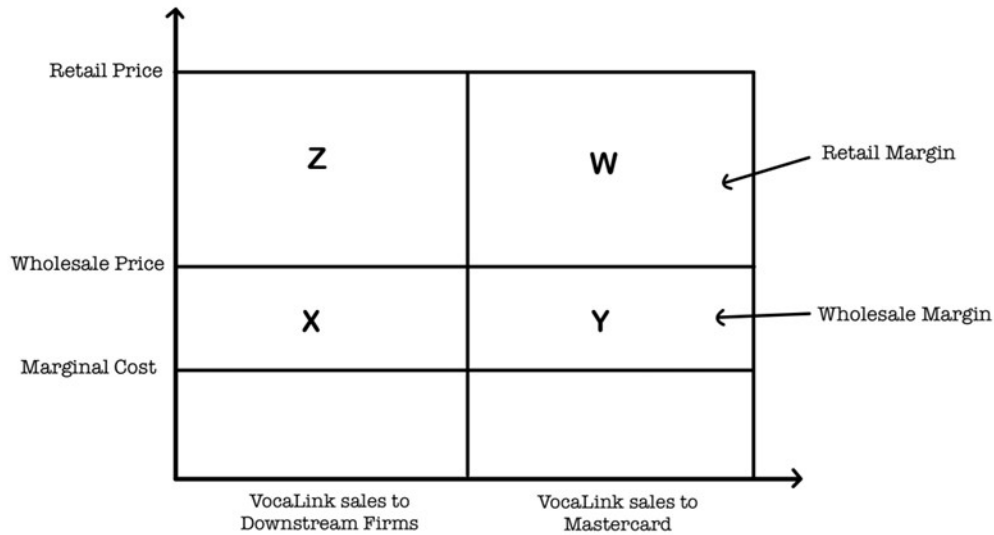 Retail Price
Z
W
Retail Margin
Wholesale Price
X
Y
Wholesale Margin
Marginal Cost
VocaLink sales to
Downstream Firms
VocaLink sales to
Mastercard